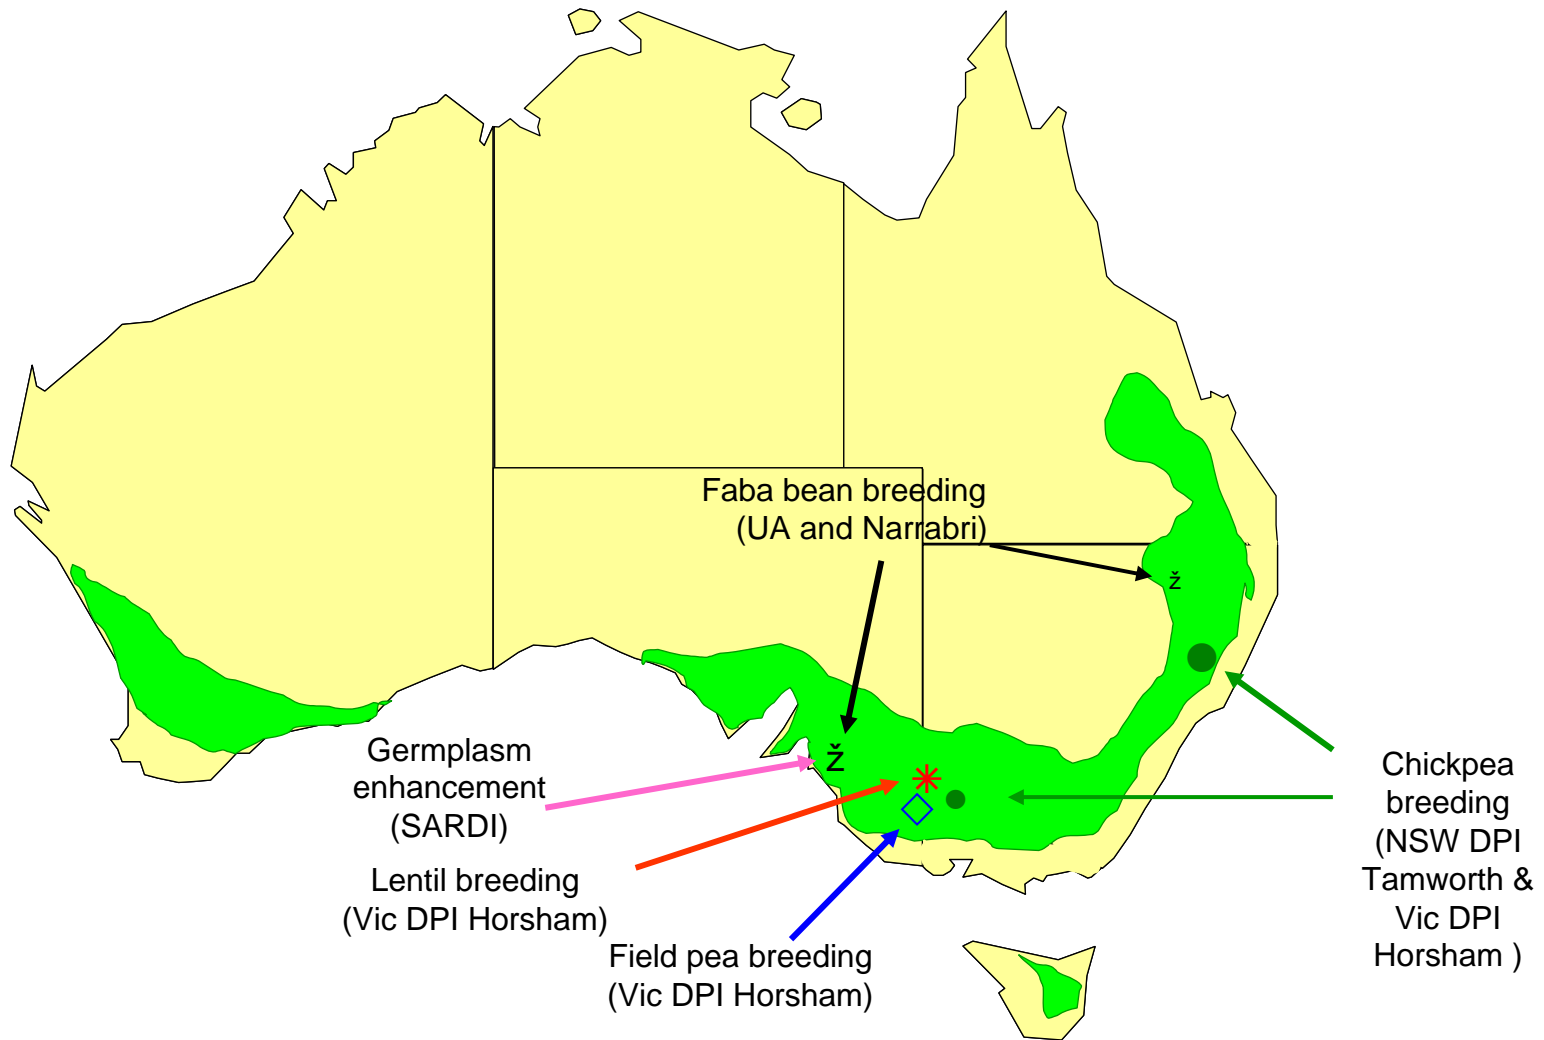 Faba bean breeding
(UA and Narrabri)
ž
ž
Germplasm
enhancement
(SARDI)
Lentil breeding
(Vic DPI Horsham)
Field pea breeding
(Vic DPI Horsham)
Chickpea
breeding
(NSW DPI
Tamworth &
Vic DPI
Horsham )